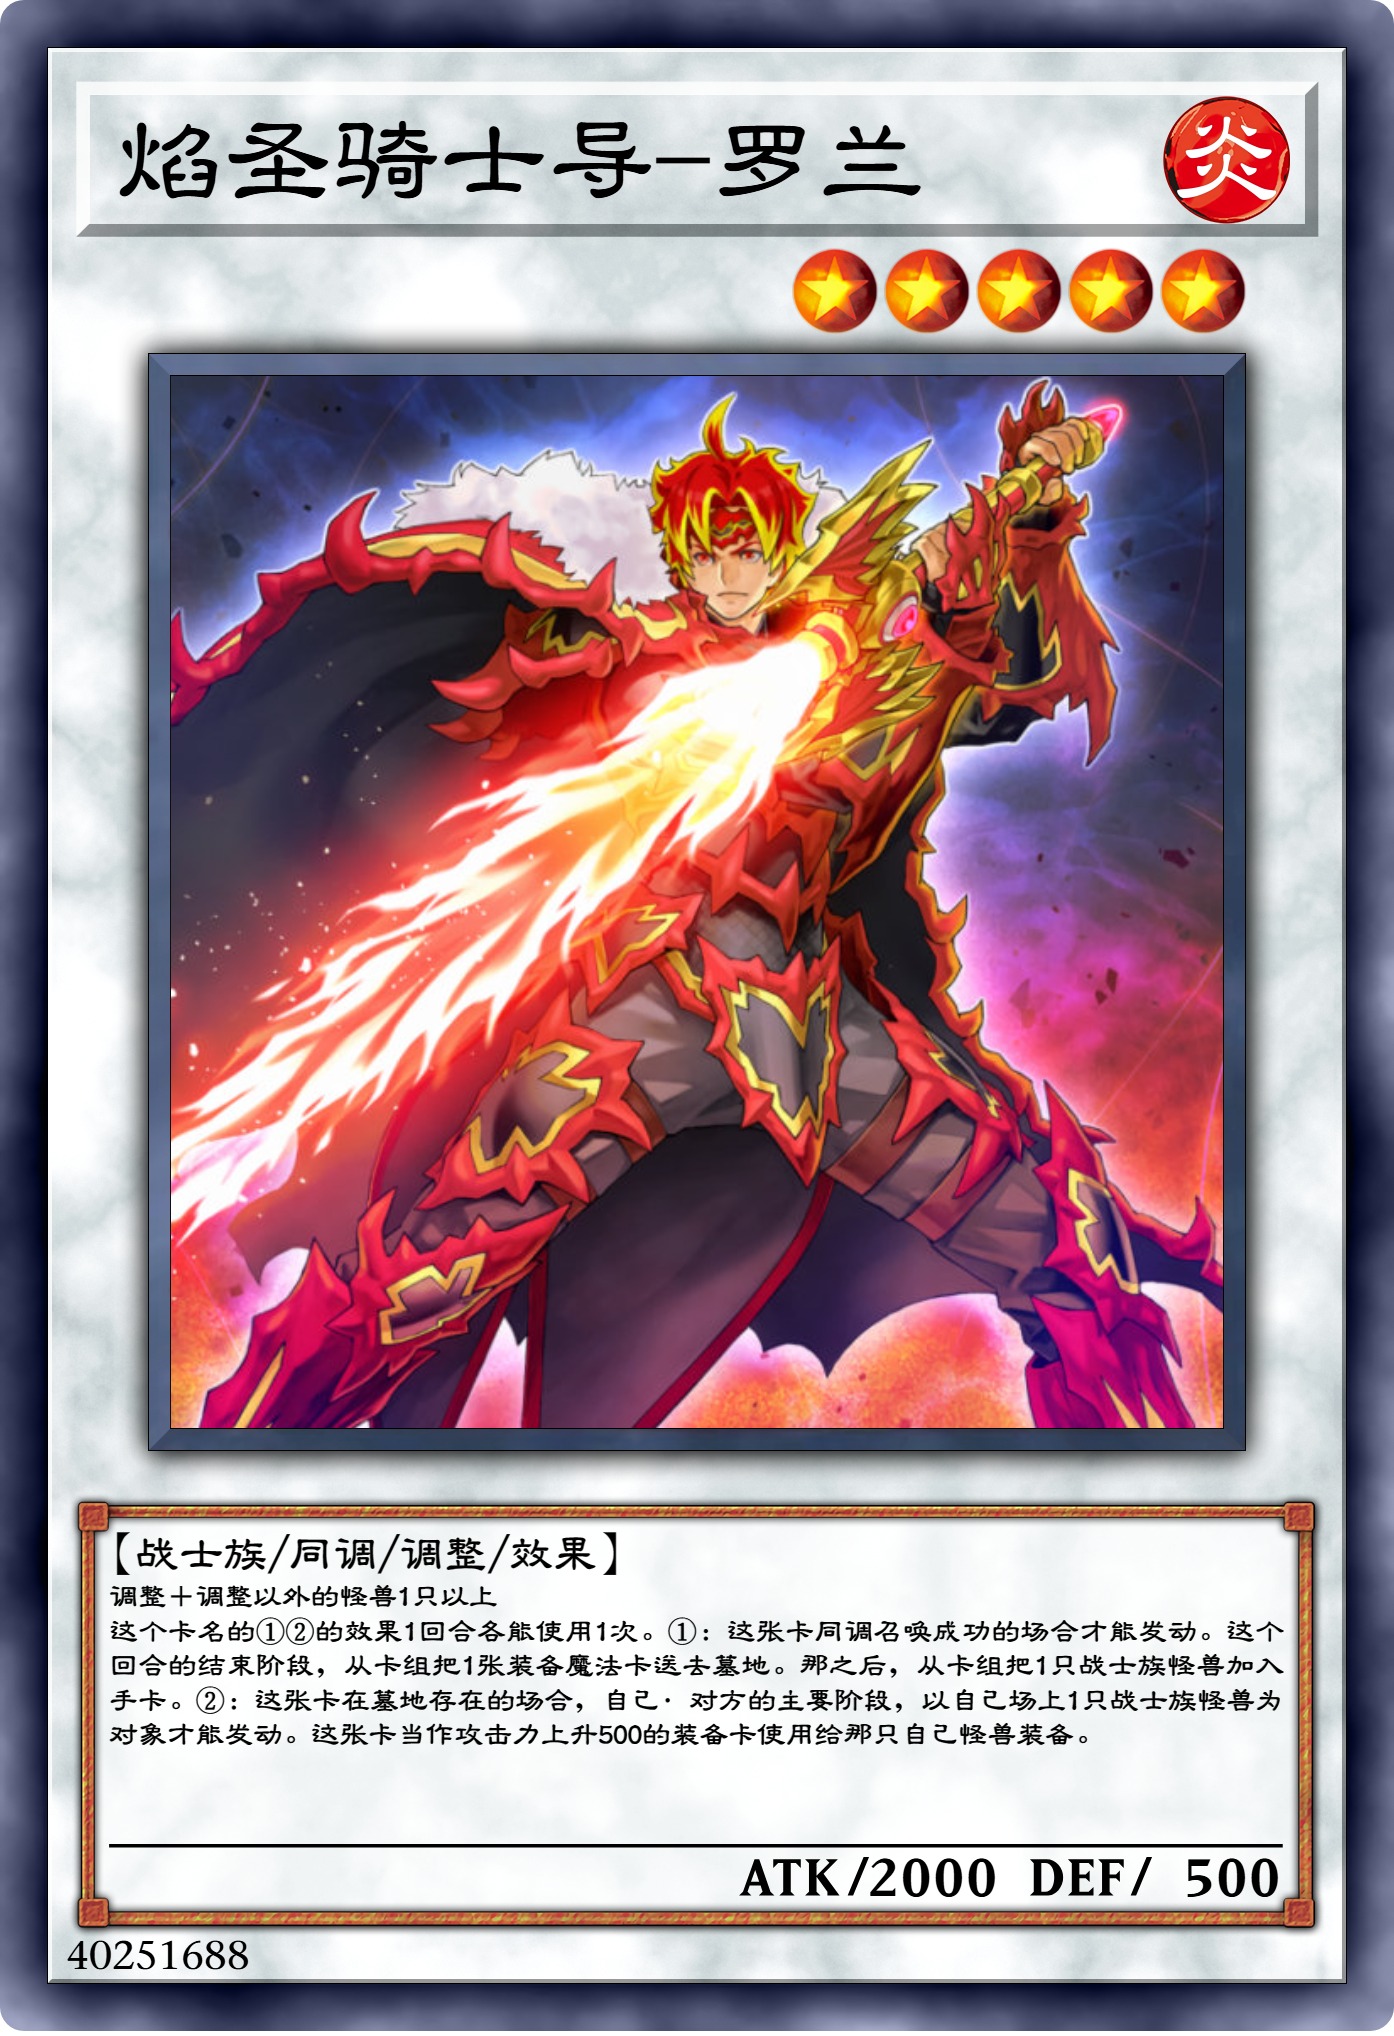 焰圣骑士导-罗兰
炎
【战士族/同调/调整/效果】
调整＋调整以外的怪兽1只以上
这个卡名的①②的效果1回合各能使用1次。①：这张卡同调召唤成功的场合才能发动。这个
回合的结束阶段，从卡组把1张装备魔法卡送去墓地。那之后，从卡组把1只战士族怪兽加入
手卡。②：这张卡在墓地存在的场合，自己·对方的主要阶段，以自己场上1只战士族怪兽为
对象才能发动。这张卡当作攻击力上升500的装备卡使用给那只自己怪兽装备。
ATK/2000 DEF/ 500
40251688